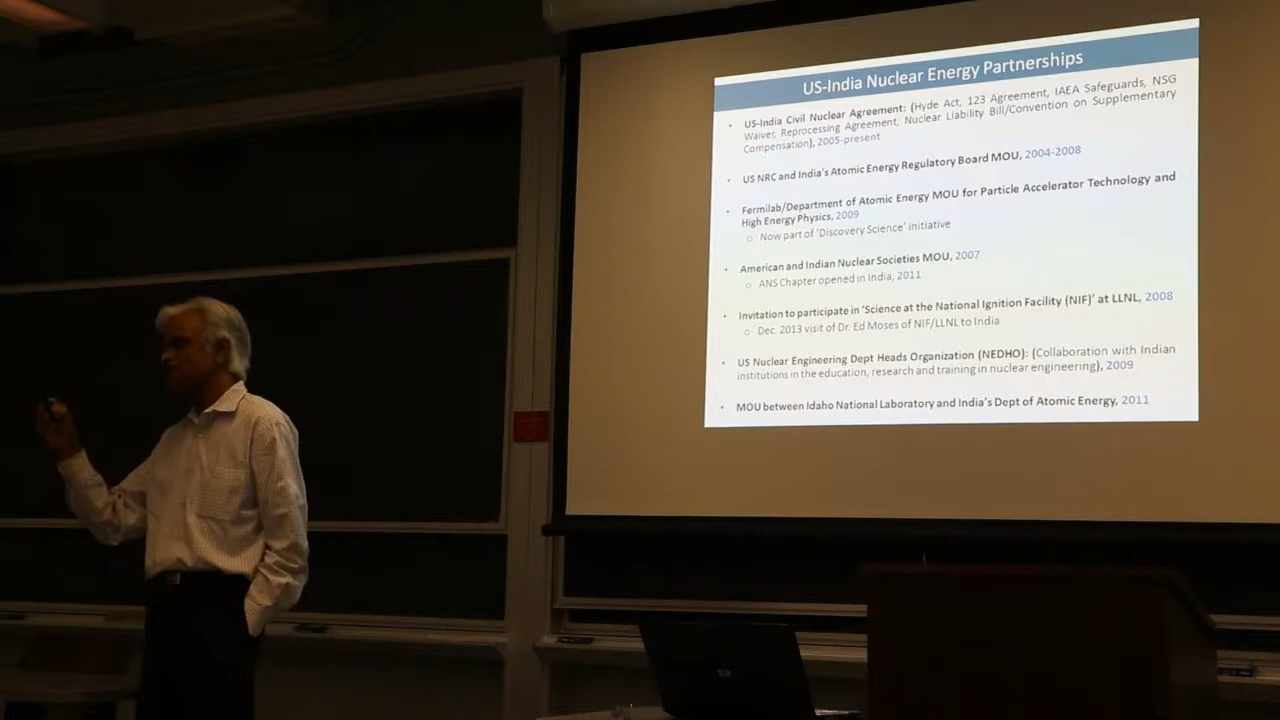 US-India Nuclear Energy Partnerships
• US-India Civil Nuclear Agreement: (Hyde Act, 123 Agreement, IAEA Safeguards, NSG
Waiver, Reprocessing Agreement, Nuclear Liability Bill/Convention on Supplementary
Compensation), 2005-present
• US NRC and India's Atomic Energy Regulatory Board MOU, 2004-2008
• Fermilab/Department of Atomic Energy MOU for Particle Accelerator Technology and
High Energy Physics, 2009
o Now part of 'Discovery Science' initiative
• American and Indian Nuclear Societies MOU, 2007
o ANS Chapter opened in India, 2011
• Invitation to participate in 'Science at the National Ignition Facility (NIF)' at LLNL, 2008
o Dec. 2013 visit of Dr. Ed Moses of NIF/LLNL to India
• US Nuclear Engineering Dept Heads Organization (NEDHO): (Collaboration with Indian
institutions in the education, research and training in nuclear engineering), 2009
• MOU between Idaho National Laboratory and India's Dept of Atomic Energy, 2011
hp